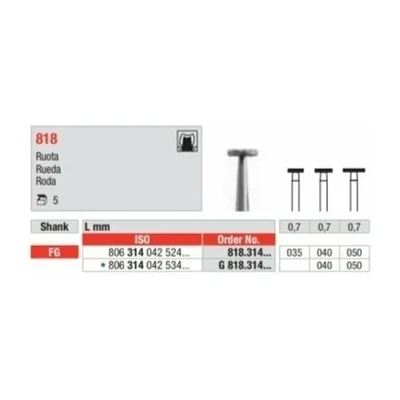 818
Ruota
Rueda
Roda
5
Shank L mm 0,7 0,7 0,7
ISO Order No.
FG 806 314 042 524... 818.314... 035 040 050
806 314 042 534... G 818.314... 040 050